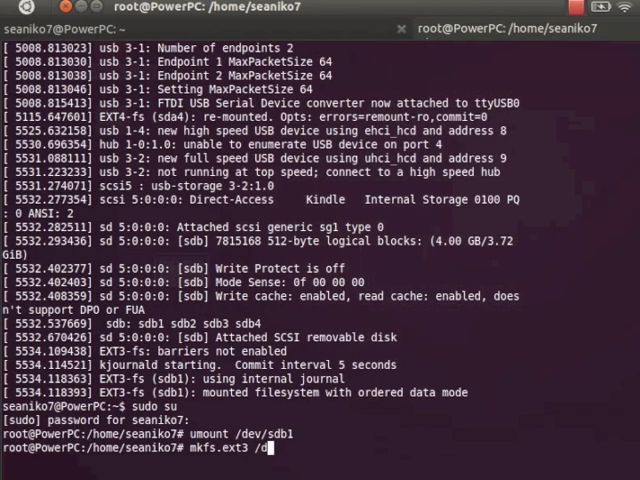 root@PowerPC: /home/seaniko7
seaniko7@PowerPC: ~
root@PowerPC: /home/seaniko7
[ 5008.813023] usb 3-1: Number of endpoints 2
[ 5008.813030] usb 3-1: Endpoint 1 MaxPacketSize 64
[ 5008.813038] usb 3-1: Endpoint 2 MaxPacketSize 64
[ 5008.813046] usb 3-1: Setting MaxPacketSize 64
[ 5008.815413] usb 3-1: FTDI USB Serial Device converter now attached to ttyUSB0
[ 5115.647601] EXT4-fs (sda4): re-mounted. Opts: errors=remount-ro,commit=0
[ 5525.632158] usb 1-4: new high speed USB device using ehci_hcd and address 8
[ 5530.696354] hub 1-0:1.0: unable to enumerate USB device on port 4
[ 5531.088111] usb 3-2: new full speed USB device using uhci_hcd and address 9
[ 5531.223233] usb 3-2: not running at top speed; connect to a high speed hub
[ 5531.274071] scsi5 : usb-storage 3-2:1.0
[ 5532.277354] scsi 5:0:0:0: Direct-Access     Kindle   Internal Storage 0100 PQ
: 0 ANSI: 2
[ 5532.282511] sd 5:0:0:0: Attached scsi generic sg1 type 0
[ 5532.293436] sd 5:0:0:0: [sdb] 7815168 512-byte logical blocks: (4.00 GB/3.72
GiB)
[ 5532.402377] sd 5:0:0:0: [sdb] Write Protect is off
[ 5532.402403] sd 5:0:0:0: [sdb] Mode Sense: 0f 00 00 00
[ 5532.408359] sd 5:0:0:0: [sdb] Write cache: enabled, read cache: enabled, does
n't support DPO or FUA
[ 5532.537669]  sdb: sdb1 sdb2 sdb3 sdb4
[ 5532.670426] sd 5:0:0:0: [sdb] Attached SCSI removable disk
[ 5534.109438] EXT3-fs: barriers not enabled
[ 5534.114521] kjournald starting.  Commit interval 5 seconds
[ 5534.118363] EXT3-fs (sdb1): using internal journal
[ 5534.118393] EXT3-fs (sdb1): mounted filesystem with ordered data mode
seaniko7@PowerPC:~$ sudo su
[sudo] password for seaniko7:
root@PowerPC:/home/seaniko7# umount /dev/sdb1
root@PowerPC:/home/seaniko7# mkfs.ext3 /d